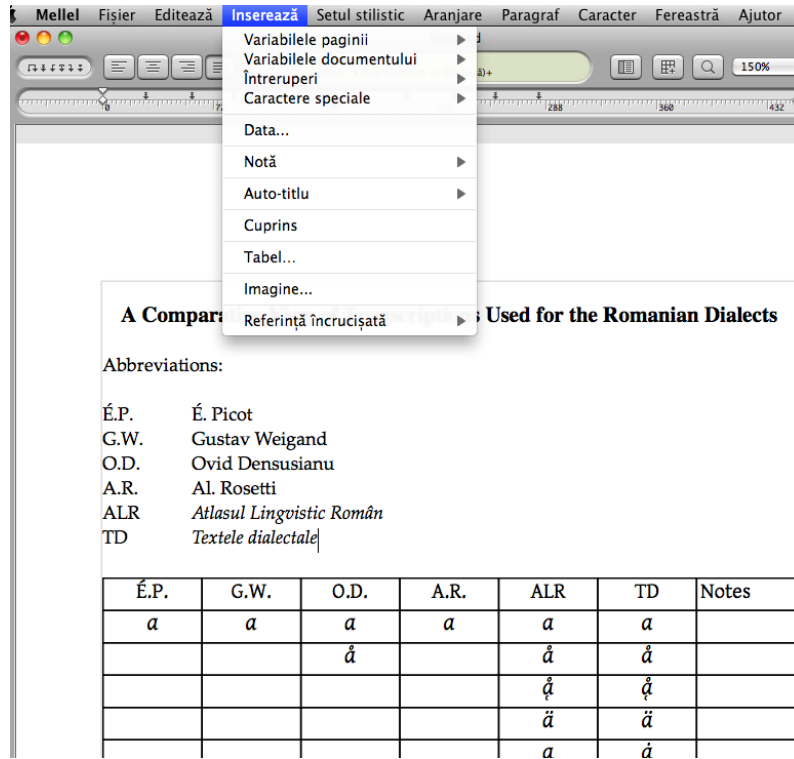 Mellel Fișier Editează Inserează Setul stilistic Aranjare Paragraf Caracter Fereastră Ajutor
Variabilele paginii
Variabilele documentului
Întreruperi
Caractere speciale
Data...
Notă
Auto-titlu
Cuprins
Tabel...
Imagine...
Referință încrucișată
ă)+
150%
0 288 360 432
A Compara Used for the Romanian Dialects
Abbreviations:
É.P. É. Picot
G.W. Gustav Weigand
O.D. Ovid Densusianu
A.R. Al. Rosetti
ALR Atlasul Lingvistic Român
TD Textele dialectale
É.P. G.W. O.D. A.R. ALR TD Notes
a a a a a a
å å å
ą̊ ą̊
ä ä